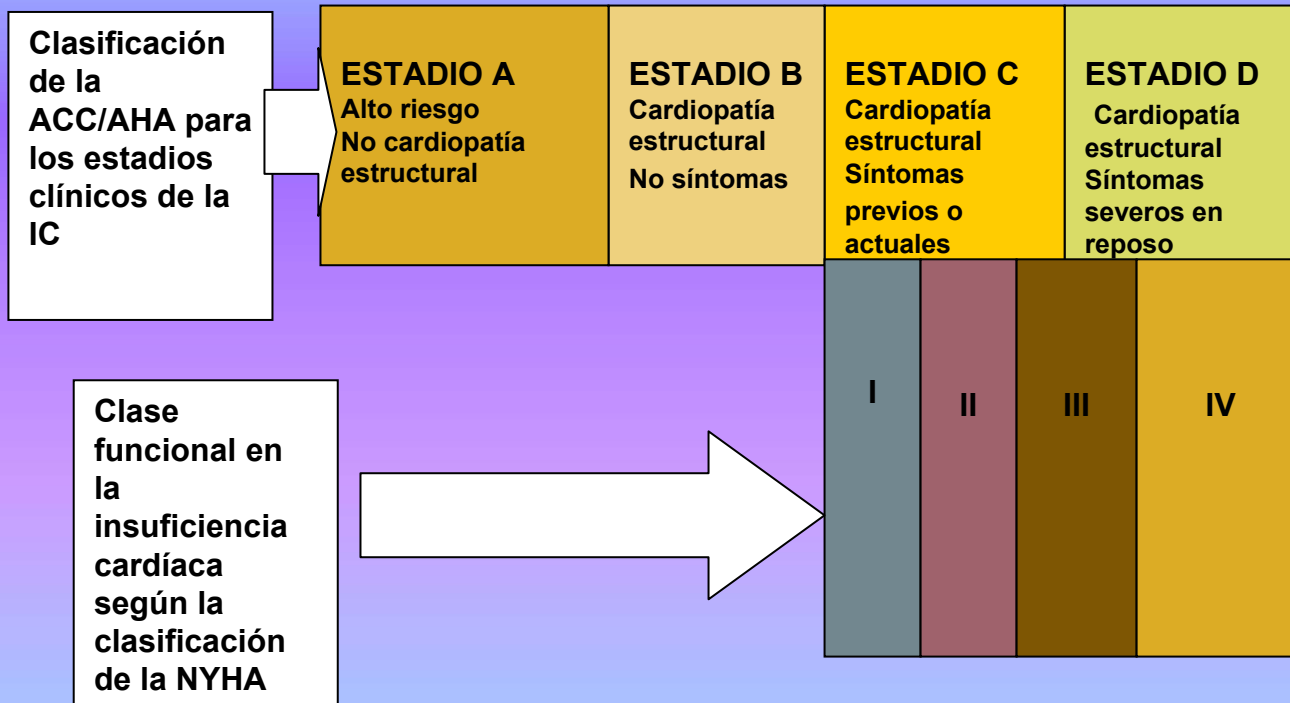 Clasificación
de la
ACC/AHA para
los estadios
clínicos de la
IC
ESTADIO A
Alto riesgo
No cardiopatía
estructural
ESTADIO B
Cardiopatía
estructural
No síntomas
ESTADIO C
Cardiopatía
estructural
Síntomas
previos o
actuales
ESTADIO D
Cardiopatía
estructural
Síntomas
severos en
reposo
Clase
funcional en
la
insuficiencia
cardíaca
según la
clasificación
de la NYHA
I
II
III
IV